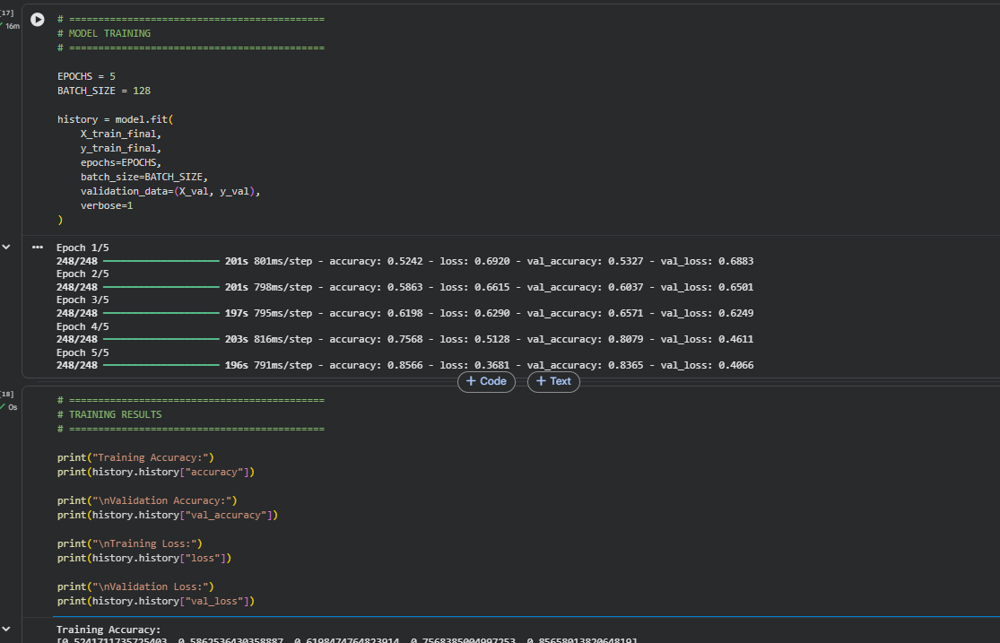 [17]
16m
# ============================================
# MODEL TRAINING
# ============================================
EPOCHS = 5
BATCH_SIZE = 128
history = model.fit(
    X_train_final,
    y_train_final,
    epochs=EPOCHS,
    batch_size=BATCH_SIZE,
    validation_data=(X_val, y_val),
    verbose=1
)
Epoch 1/5
248/248 ━━━━━━━━━━━━━━━━━━━━ 201s 801ms/step - accuracy: 0.5242 - loss: 0.6920 - val_accuracy: 0.5327 - val_loss: 0.6883
Epoch 2/5
248/248 ━━━━━━━━━━━━━━━━━━━━ 201s 798ms/step - accuracy: 0.5863 - loss: 0.6615 - val_accuracy: 0.6037 - val_loss: 0.6501
Epoch 3/5
248/248 ━━━━━━━━━━━━━━━━━━━━ 197s 795ms/step - accuracy: 0.6198 - loss: 0.6290 - val_accuracy: 0.6571 - val_loss: 0.6249
Epoch 4/5
248/248 ━━━━━━━━━━━━━━━━━━━━ 203s 816ms/step - accuracy: 0.7568 - loss: 0.5128 - val_accuracy: 0.8079 - val_loss: 0.4611
Epoch 5/5
248/248 ━━━━━━━━━━━━━━━━━━━━ 196s 791ms/step - accuracy: 0.8566 - loss: 0.3681 - val_accuracy: 0.8365 - val_loss: 0.4066
+ Code + Text
[18]
0s
# ============================================
# TRAINING RESULTS
# ============================================
print("Training Accuracy:")
print(history.history["accuracy"])
print("\nValidation Accuracy:")
print(history.history["val_accuracy"])
print("\nTraining Loss:")
print(history.history["loss"])
print("\nValidation Loss:")
print(history.history["val_loss"])
Training Accuracy: